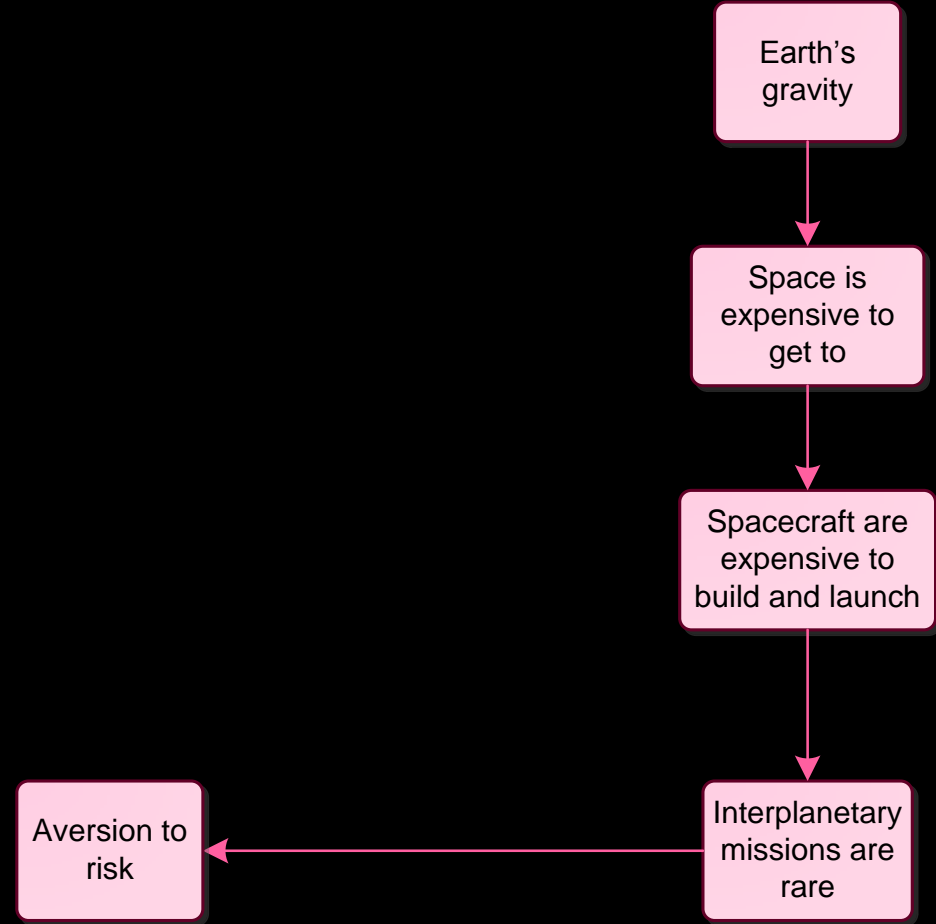 Earth’s
gravity
Space is
expensive to
get to
Spacecraft are
expensive to
build and launch
Aversion to
risk
Interplanetary
missions are
rare